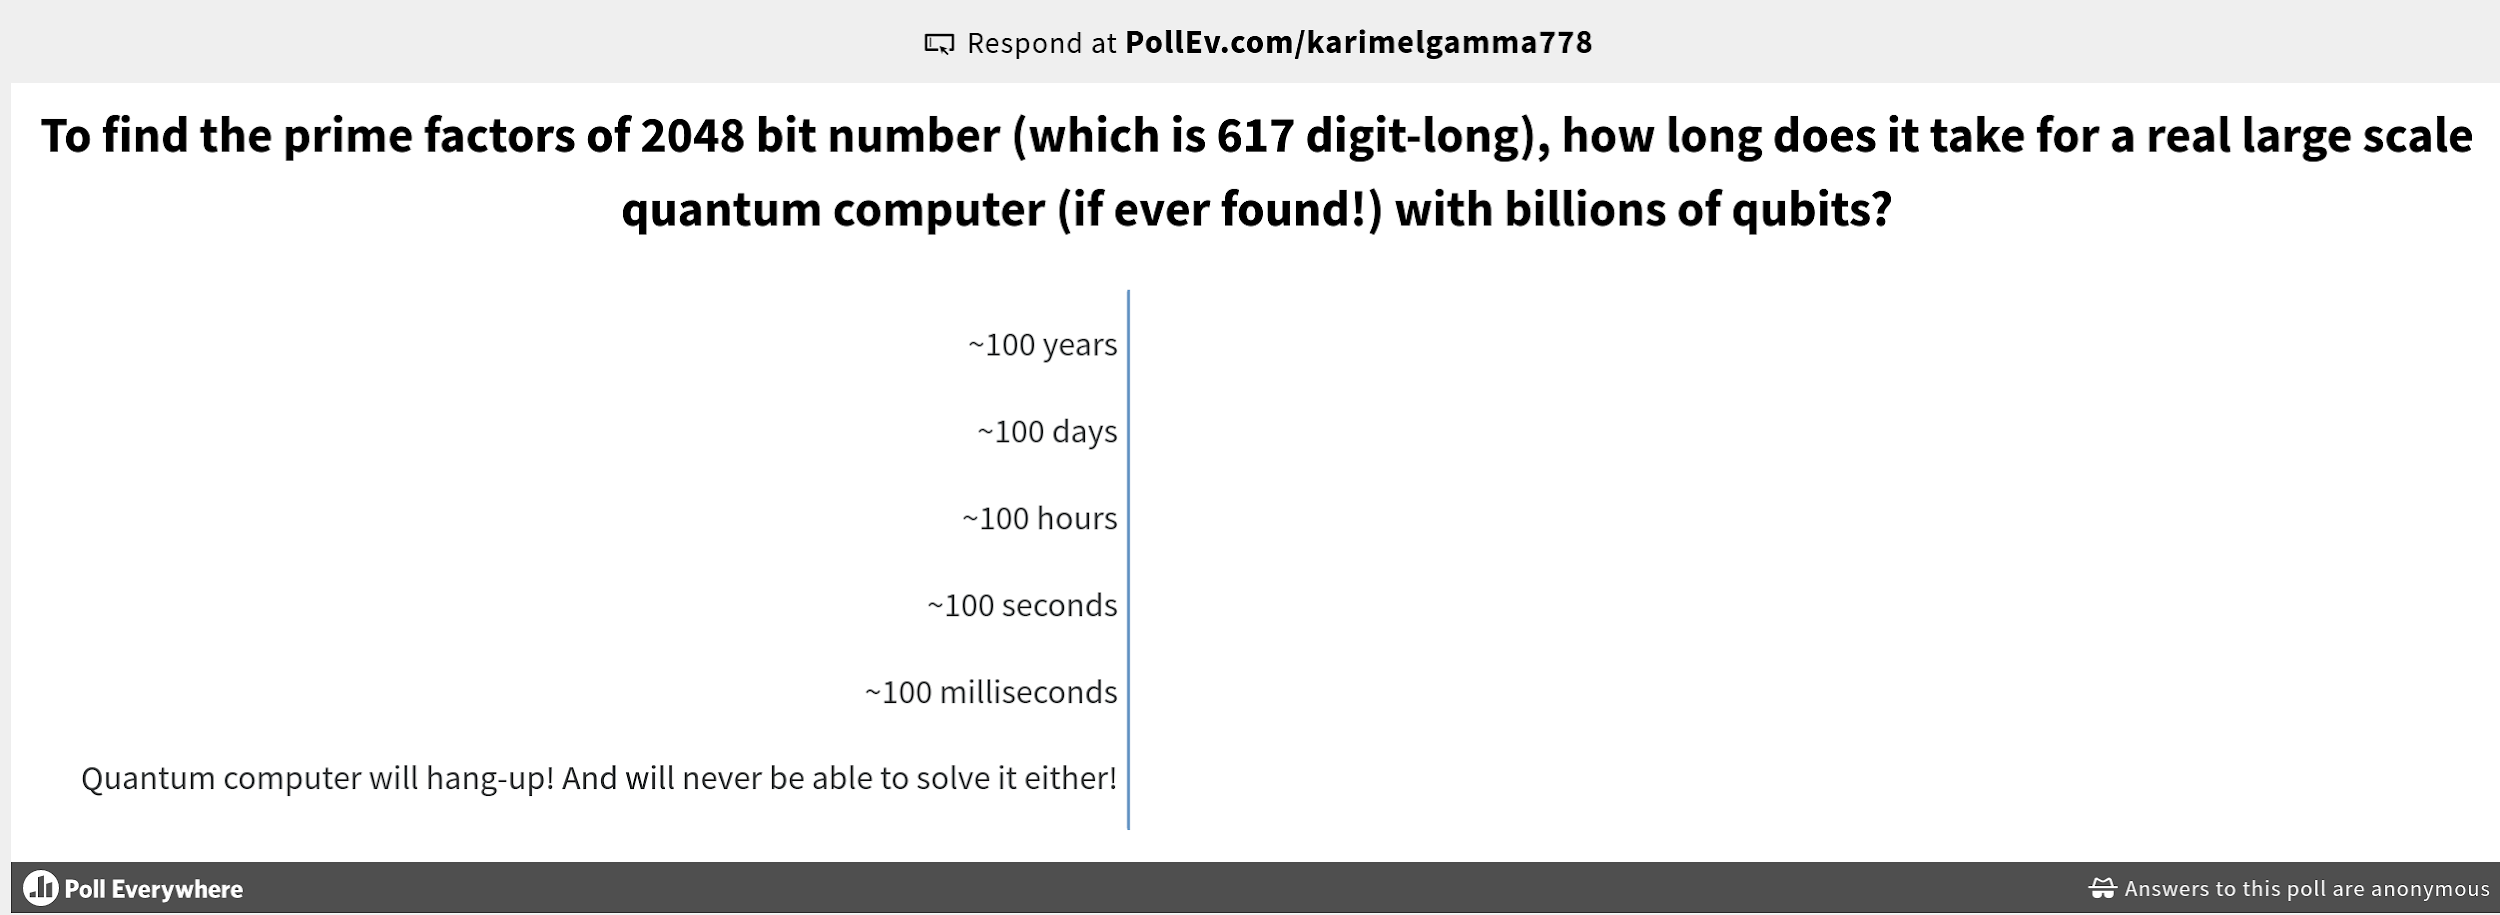 Respond at PollEv.com/karimelgamma778
To find the prime factors of 2048 bit number (which is 617 digit-long), how long does it take for a real large scale
quantum computer (if ever found!) with billions of qubits?
~100 years
~100 days
~100 hours
~100 seconds
~100 milliseconds
Quantum computer will hang-up! And will never be able to solve it either!
Poll Everywhere
Answers to this poll are anonymous